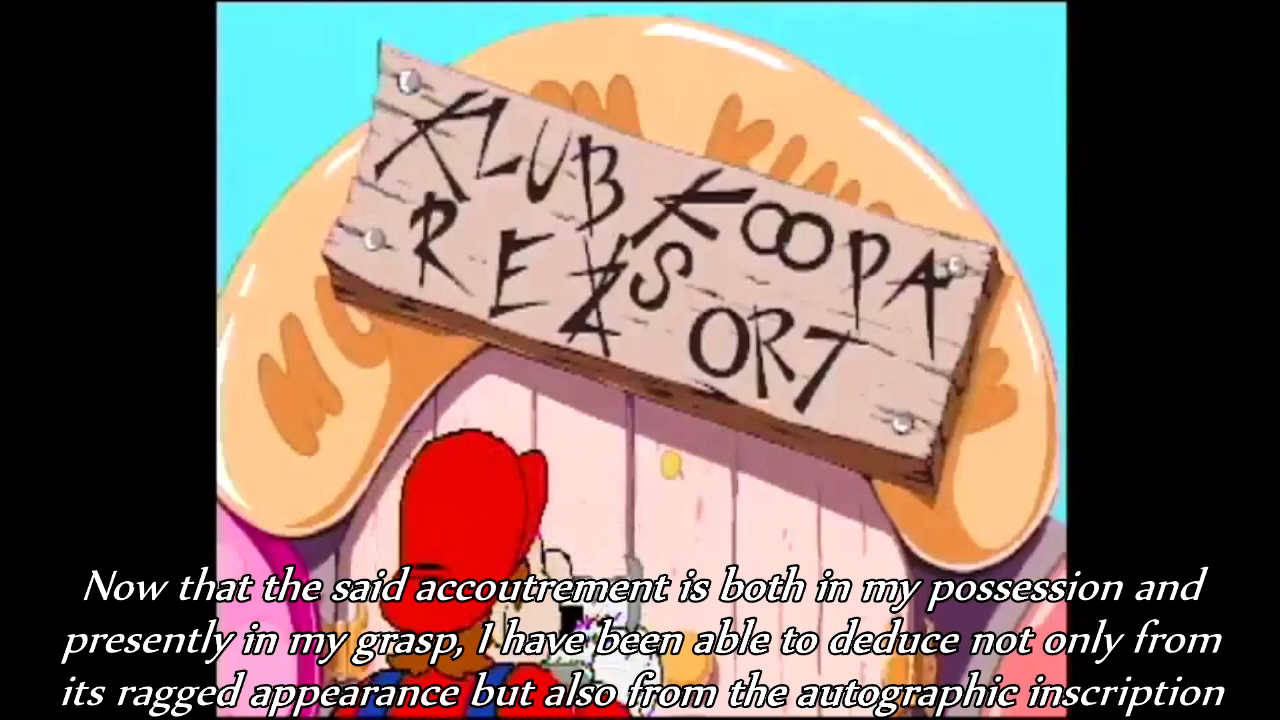 KLUB KOOPA
REZSORT
Now that the said accoutrement is both in my possession and
presently in my grasp, I have been able to deduce not only from
its ragged appearance but also from the autographic inscription